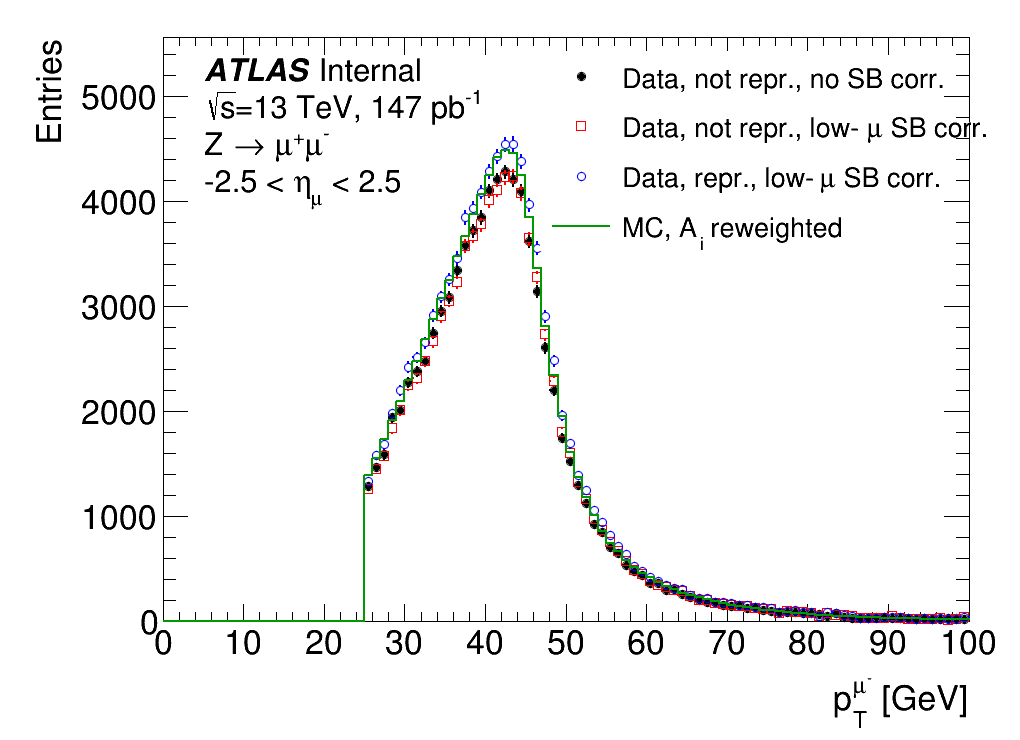 Entries
ATLAS Internal
√s=13 TeV, 147 pb⁻¹
Z → μ⁺μ⁻
-2.5 < η_μ < 2.5
Data, not repr., no SB corr.
Data, not repr., low- μ SB corr.
Data, repr., low- μ SB corr.
MC, A_i reweighted
5000
4000
3000
2000
1000
0
0 10 20 30 40 50 60 70 80 90 100
p_T^μ⁻ [GeV]